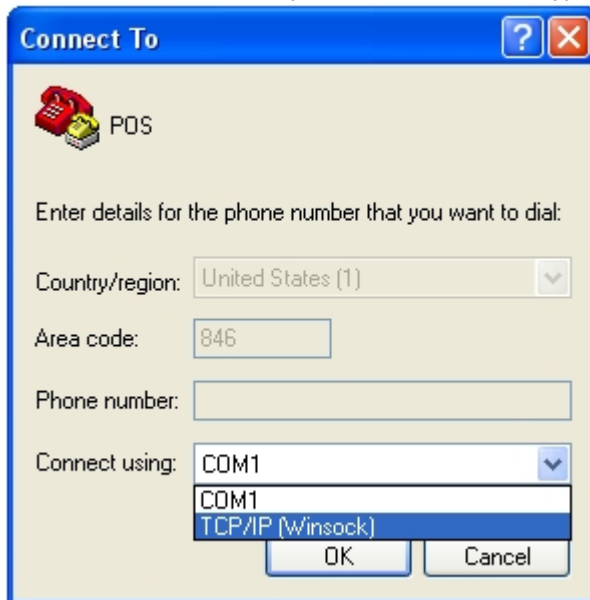 Connect To
POS
Enter details for the phone number that you want to dial:
Country/region: United States (1)
Area code: 846
Phone number:
Connect using: COM1
COM1
TCP/IP (Winsock)
OK Cancel